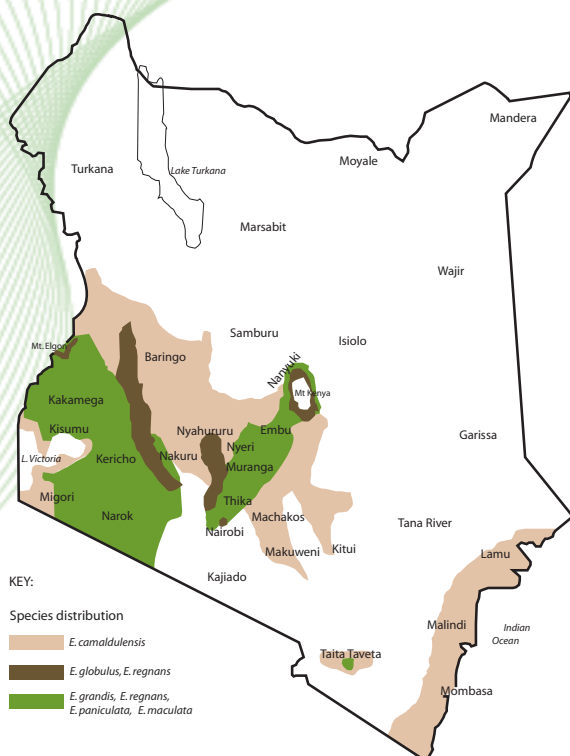 Mandera
Moyale
Turkana
Lake Turkana
Marsabit
Wajir
Samburu
Isiolo
Mt. Elgon
Baringo
Nanyuki
Mt Kenya
Kakamega
Kisumu
Nyahururu
Embu
Garissa
L. Victoria
Kericho
Nakuru
Nyeri
Muranga
Migori
Narok
Thika
Machakos
Nairobi
Tana River
Makuweni
Kitui
Lamu
Kajiado
Malindi
Indian
Ocean
Taita Taveta
Mombasa
KEY:
Species distribution
E. camaldulensis
E. globulus, E. regnans
E. grandis, E. regnans,
E. paniculata, E. maculata